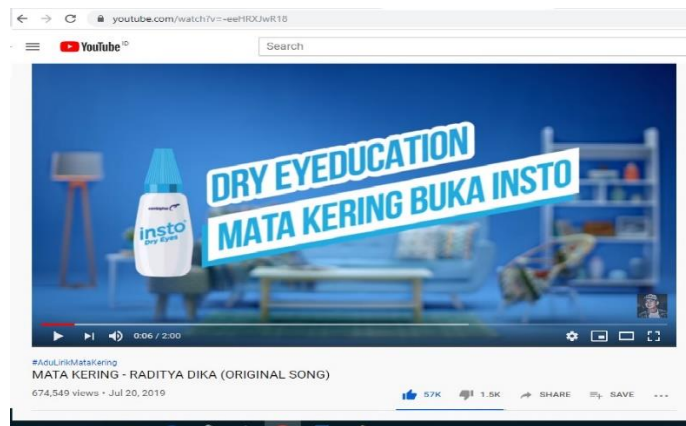 youtube.com/watch?v=-eeHRXJwR18
YouTube ID
Search
DRY EYEDUCATION
MATA KERING BUKA INSTO
insto
Dry Eyes
0:06 / 2:00
#AduLirikMataKering
MATA KERING - RADITYA DIKA (ORIGINAL SONG)
674,549 views • Jul 20, 2019
57K 1.5K SHARE SAVE